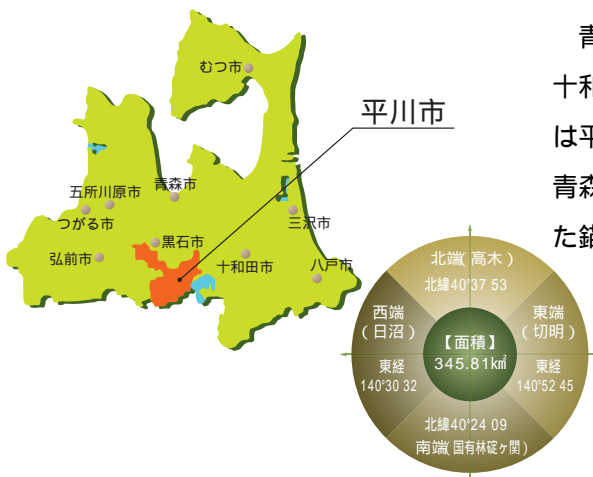 むつ市
平川市
五所川原市
青森市
つがる市
三沢市
黒石市
弘前市
十和田市
八戸市
青
十和
は平
青森
た錨
北端(高木)
北緯40°37 53
西端
(日沼)
東経
140°30 32
【面積】
345.81k㎡
東端
(切明)
東経
140°52 45
北緯40°24 09
南端(国有林碇ヶ関)